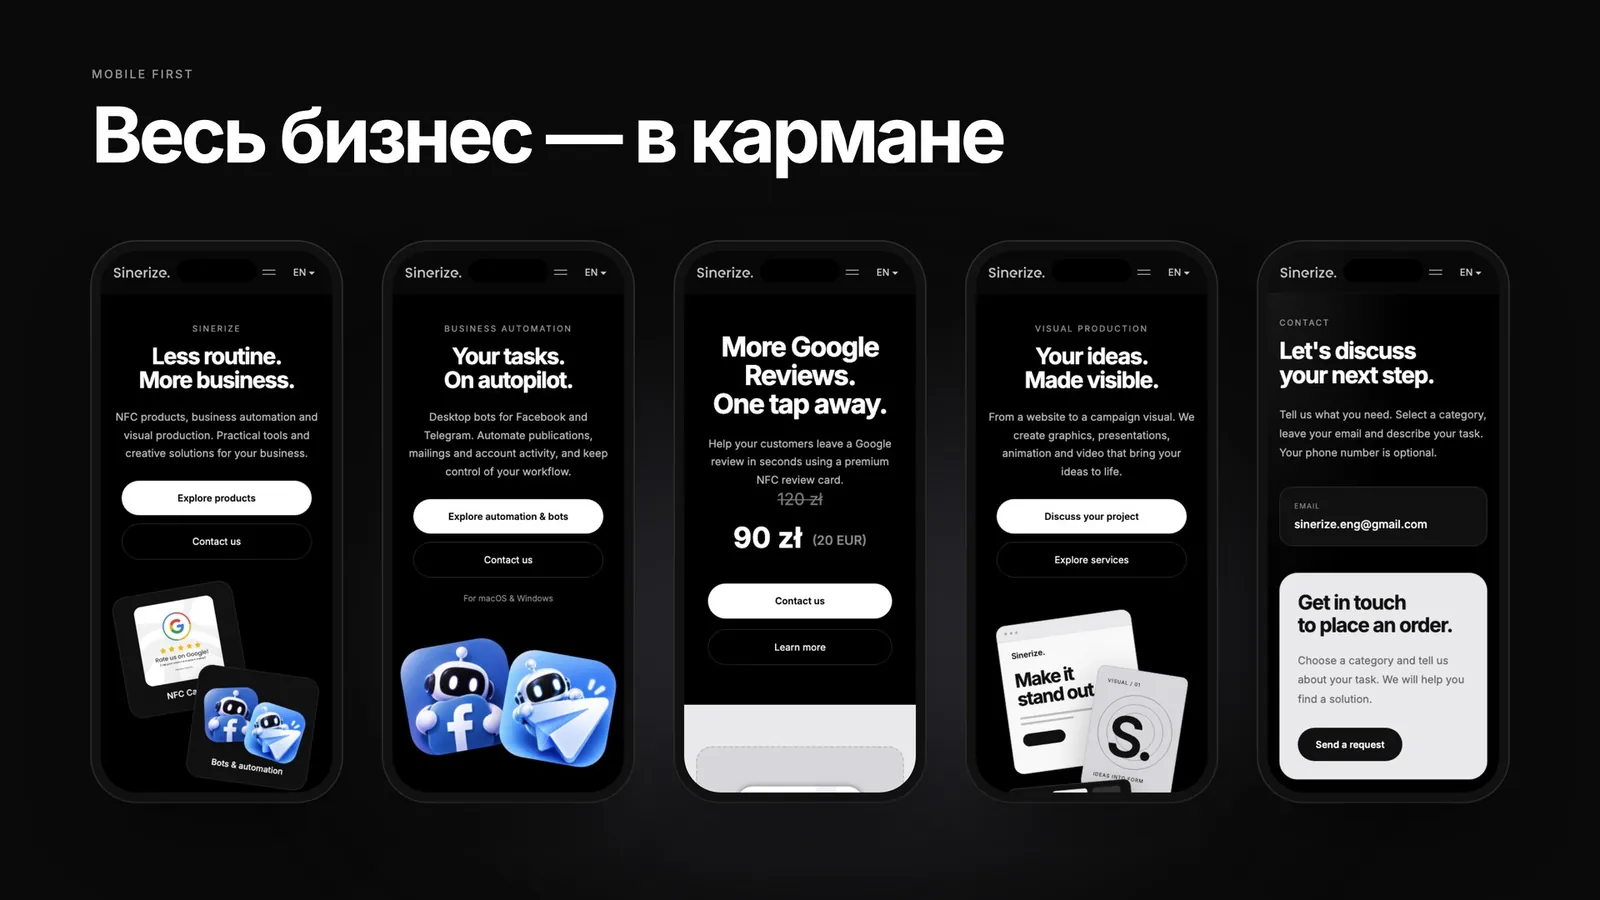 MOBILE FIRST
Весь бизнес — в кармане
Sinerize.
EN
SINERIZE
Less routine.
More business.
NFC products, business automation and
visual production. Practical tools and
creative solutions for your business.
Explore products
Contact us
Rate us on Google!
NFC Ca
Bots & automation
Sinerize.
EN
BUSINESS AUTOMATION
Your tasks.
On autopilot.
Desktop bots for Facebook and
Telegram. Automate publications,
mailings and account activity, and keep
control of your workflow.
Explore automation & bots
Contact us
For macOS & Windows
Sinerize.
EN
More Google
Reviews.
One tap away.
Help your customers leave a Google
review in seconds using a premium
NFC review card.
120 zł
90 zł (20 EUR)
Contact us
Learn more
Sinerize.
EN
VISUAL PRODUCTION
Your ideas.
Made visible.
From a website to a campaign visual. We
create graphics, presentations,
animation and video that bring your
ideas to life.
Discuss your project
Explore services
Sinerize.
Make it
stand out
VISUAL / 01
S.
IDEAS INTO FORM
Sinerize.
EN
CONTACT
Let's discuss
your next step.
Tell us what you need. Select a category,
leave your email and describe your task.
Your phone number is optional.
EMAIL
sinerize.eng@gmail.com
Get in touch
to place an order.
Choose a category and tell us
about your task. We will help you
find a solution.
Send a request